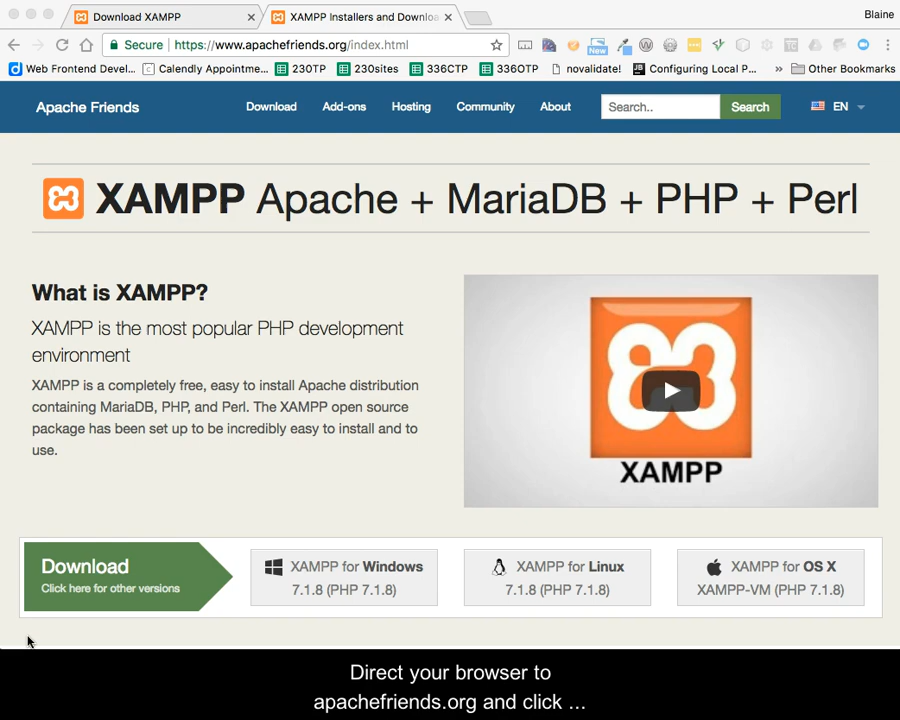 Download XAMPP
XAMPP Installers and Downloa
Blaine
Secure https://www.apachefriends.org/index.html
New
Web Frontend Devel... Calendly Appointme... 230TP 230sites 336CTP 336OTP novalidate! Configuring Local P... » Other Bookmarks
Apache Friends Download Add-ons Hosting Community About Search.. Search EN
XAMPP Apache + MariaDB + PHP + Perl
What is XAMPP?
XAMPP is the most popular PHP development
environment
XAMPP is a completely free, easy to install Apache distribution
containing MariaDB, PHP, and Perl. The XAMPP open source
package has been set up to be incredibly easy to install and to
use.
XAMPP
Download
Click here for other versions
XAMPP for Windows
7.1.8 (PHP 7.1.8)
XAMPP for Linux
7.1.8 (PHP 7.1.8)
XAMPP for OS X
XAMPP-VM (PHP 7.1.8)
Direct your browser to
apachefriends.org and click ...